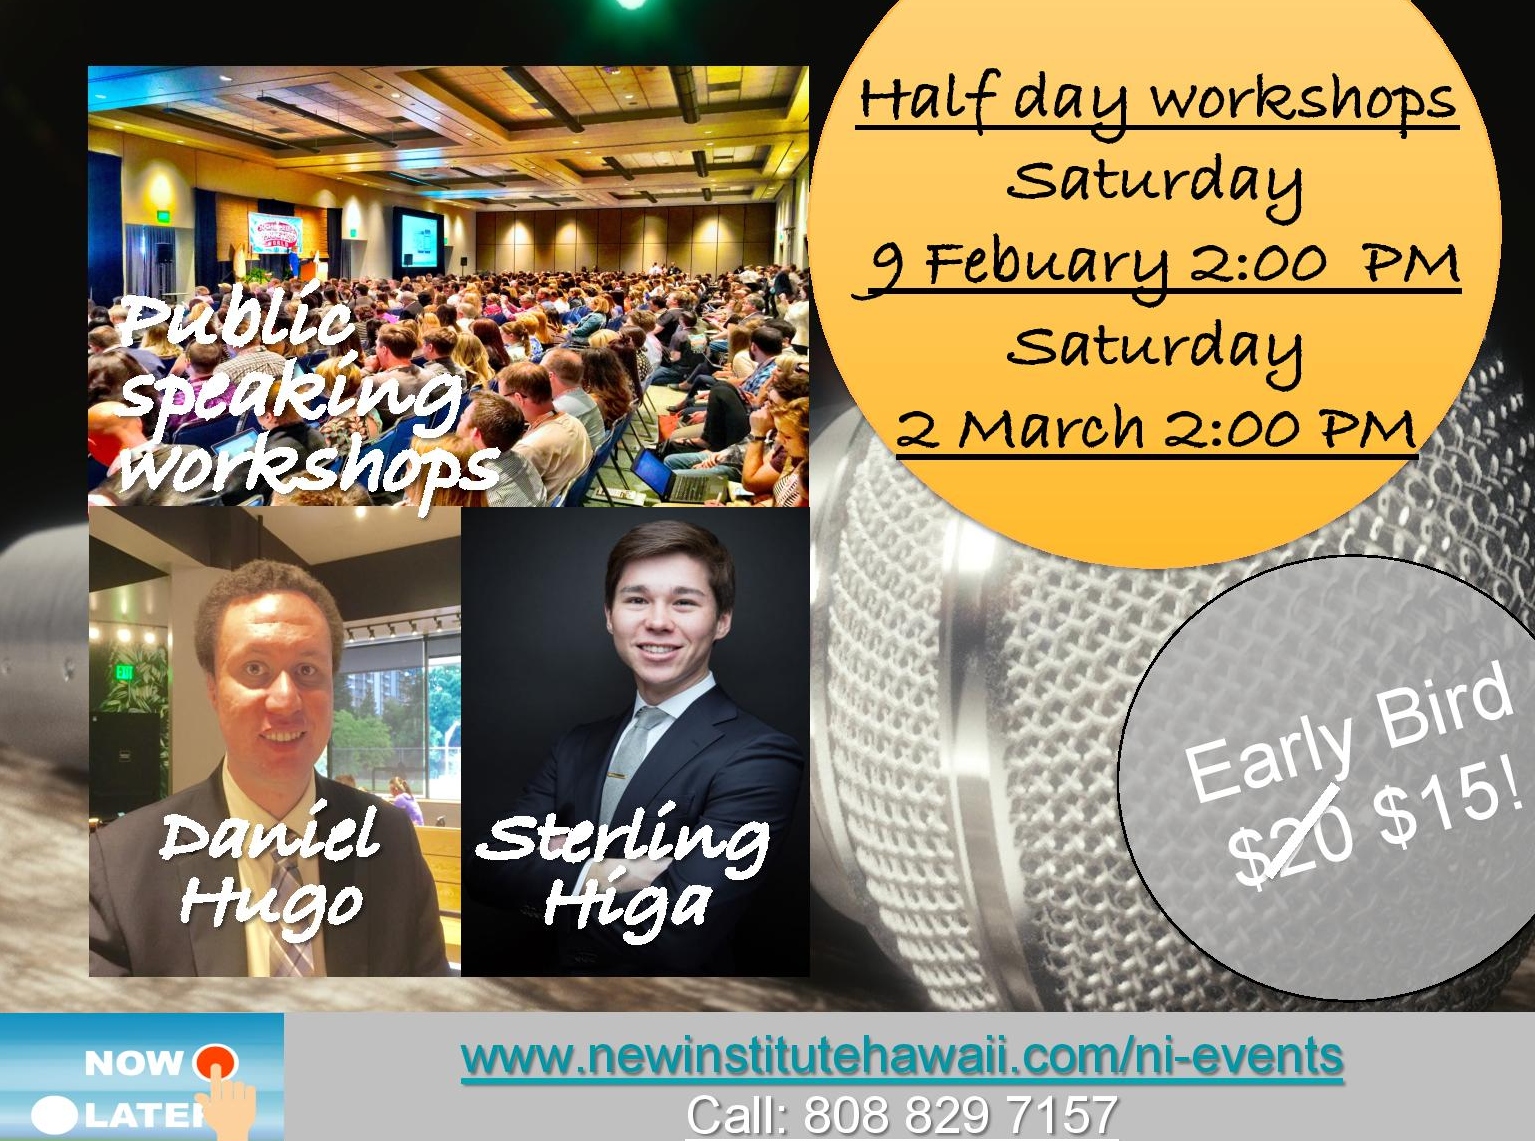 Half day workshops
Saturday
9 Febuary 2:00 PM
Saturday
2 March 2:00 PM
Public
speaking
workshops
Daniel
Hugo
Sterling
Higa
Early Bird
$20 $15!
NOW
LATER
www.newinstitutehawaii.com/ni-events
Call: 808 829 7157